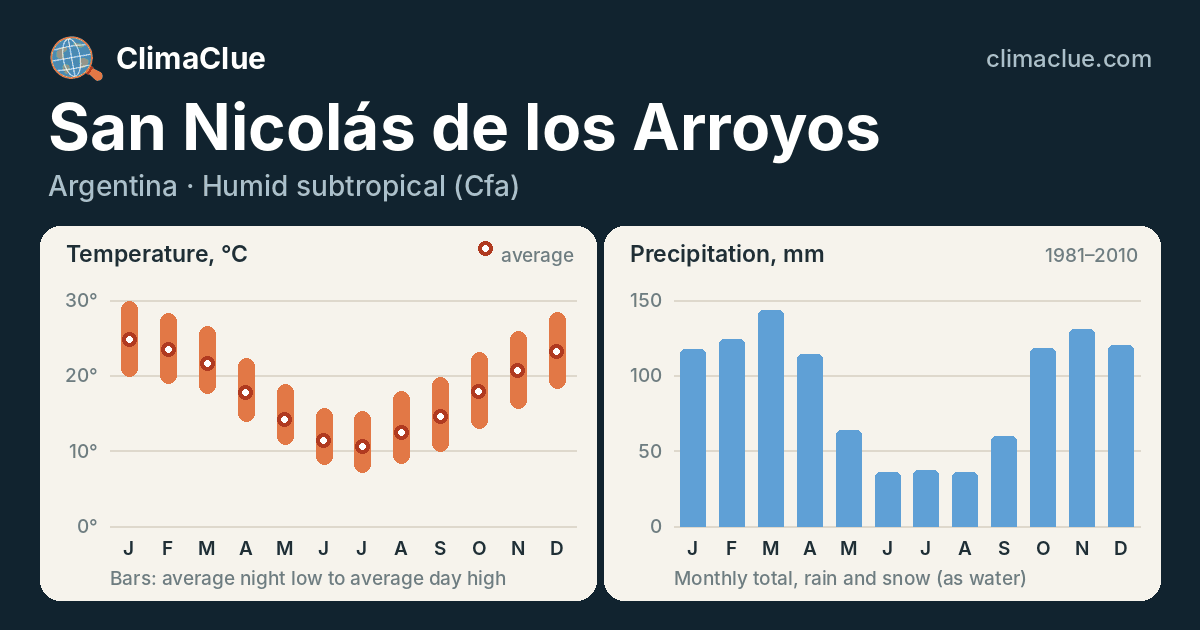 ClimaClue
climaclue.com
San Nicolás de los Arroyos
Argentina · Humid subtropical (Cfa)
Temperature, °C
average
30°
20°
10°
0°
J F M A M J J A S O N D
Bars: average night low to average day high
Precipitation, mm
1981–2010
150
100
50
0
J F M A M J J A S O N D
Monthly total, rain and snow (as water)